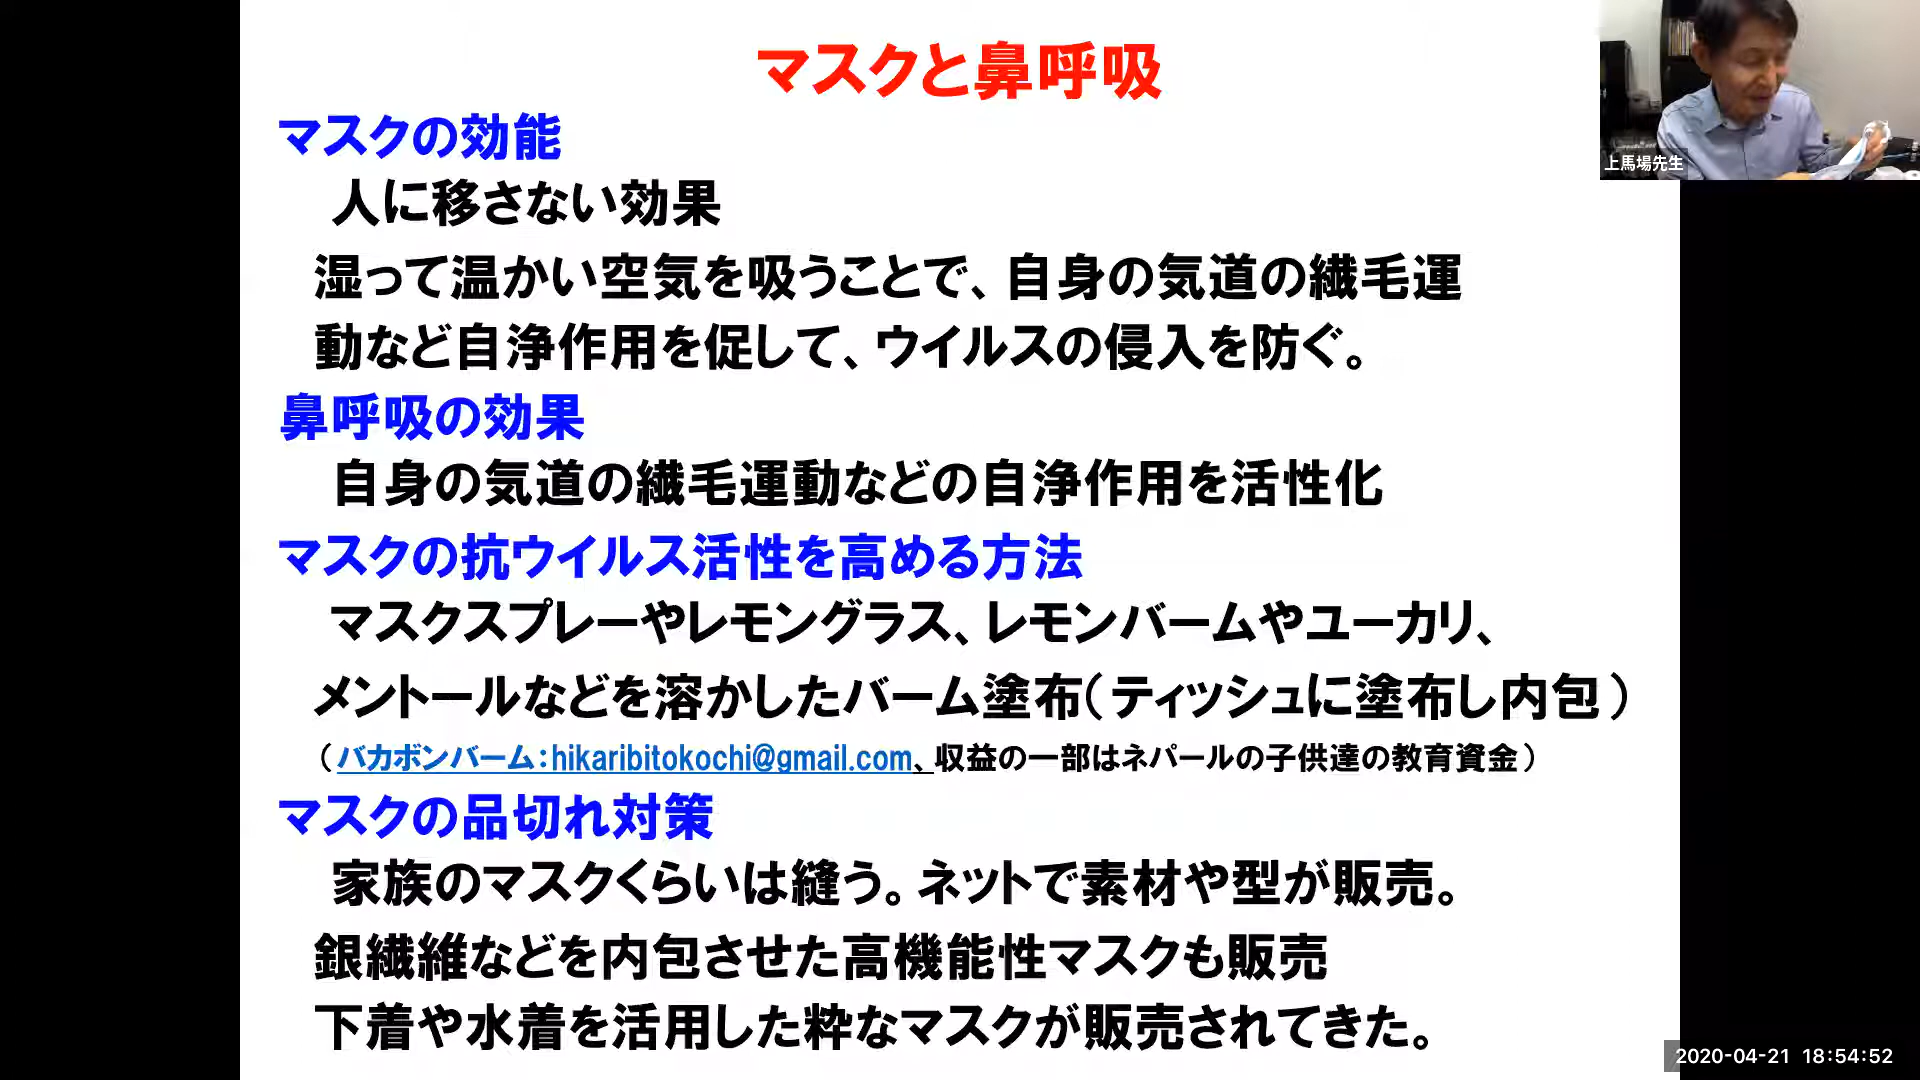 マスクと鼻呼吸
上馬場先生
マスクの効能
人に移さない効果
湿って温かい空気を吸うことで、自身の気道の繊毛運
動など自浄作用を促して、ウイルスの侵入を防ぐ。
鼻呼吸の効果
自身の気道の繊毛運動などの自浄作用を活性化
マスクの抗ウイルス活性を高める方法
マスクスプレーやレモングラス、レモンバームやユーカリ、
メントールなどを溶かしたバーム塗布(ティッシュに塗布し内包)
(バカボンバーム:hikaribitokochi@gmail.com、収益の一部はネパールの子供達の教育資金)
マスクの品切れ対策
家族のマスクくらいは縫う。ネットで素材や型が販売。
銀繊維などを内包させた高機能性マスクも販売
下着や水着を活用した粋なマスクが販売されてきた。
2020-04-21 18:54:52